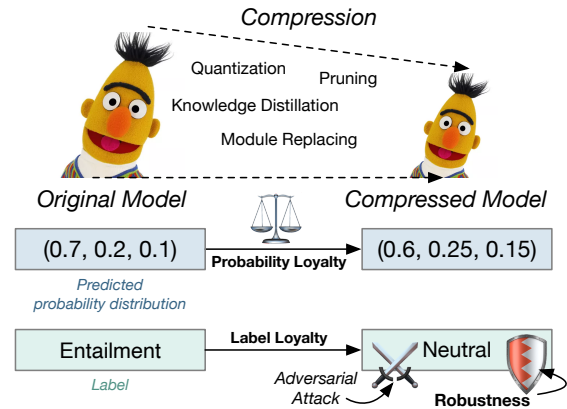 Compression
Quantization
Pruning
Knowledge Distillation
Module Replacing
Original Model
Compressed Model
(0.7, 0.2, 0.1)
Probability Loyalty
(0.6, 0.25, 0.15)
Predicted
probability distribution
Entailment
Label Loyalty
Neutral
Label
Adversarial
Attack
Robustness